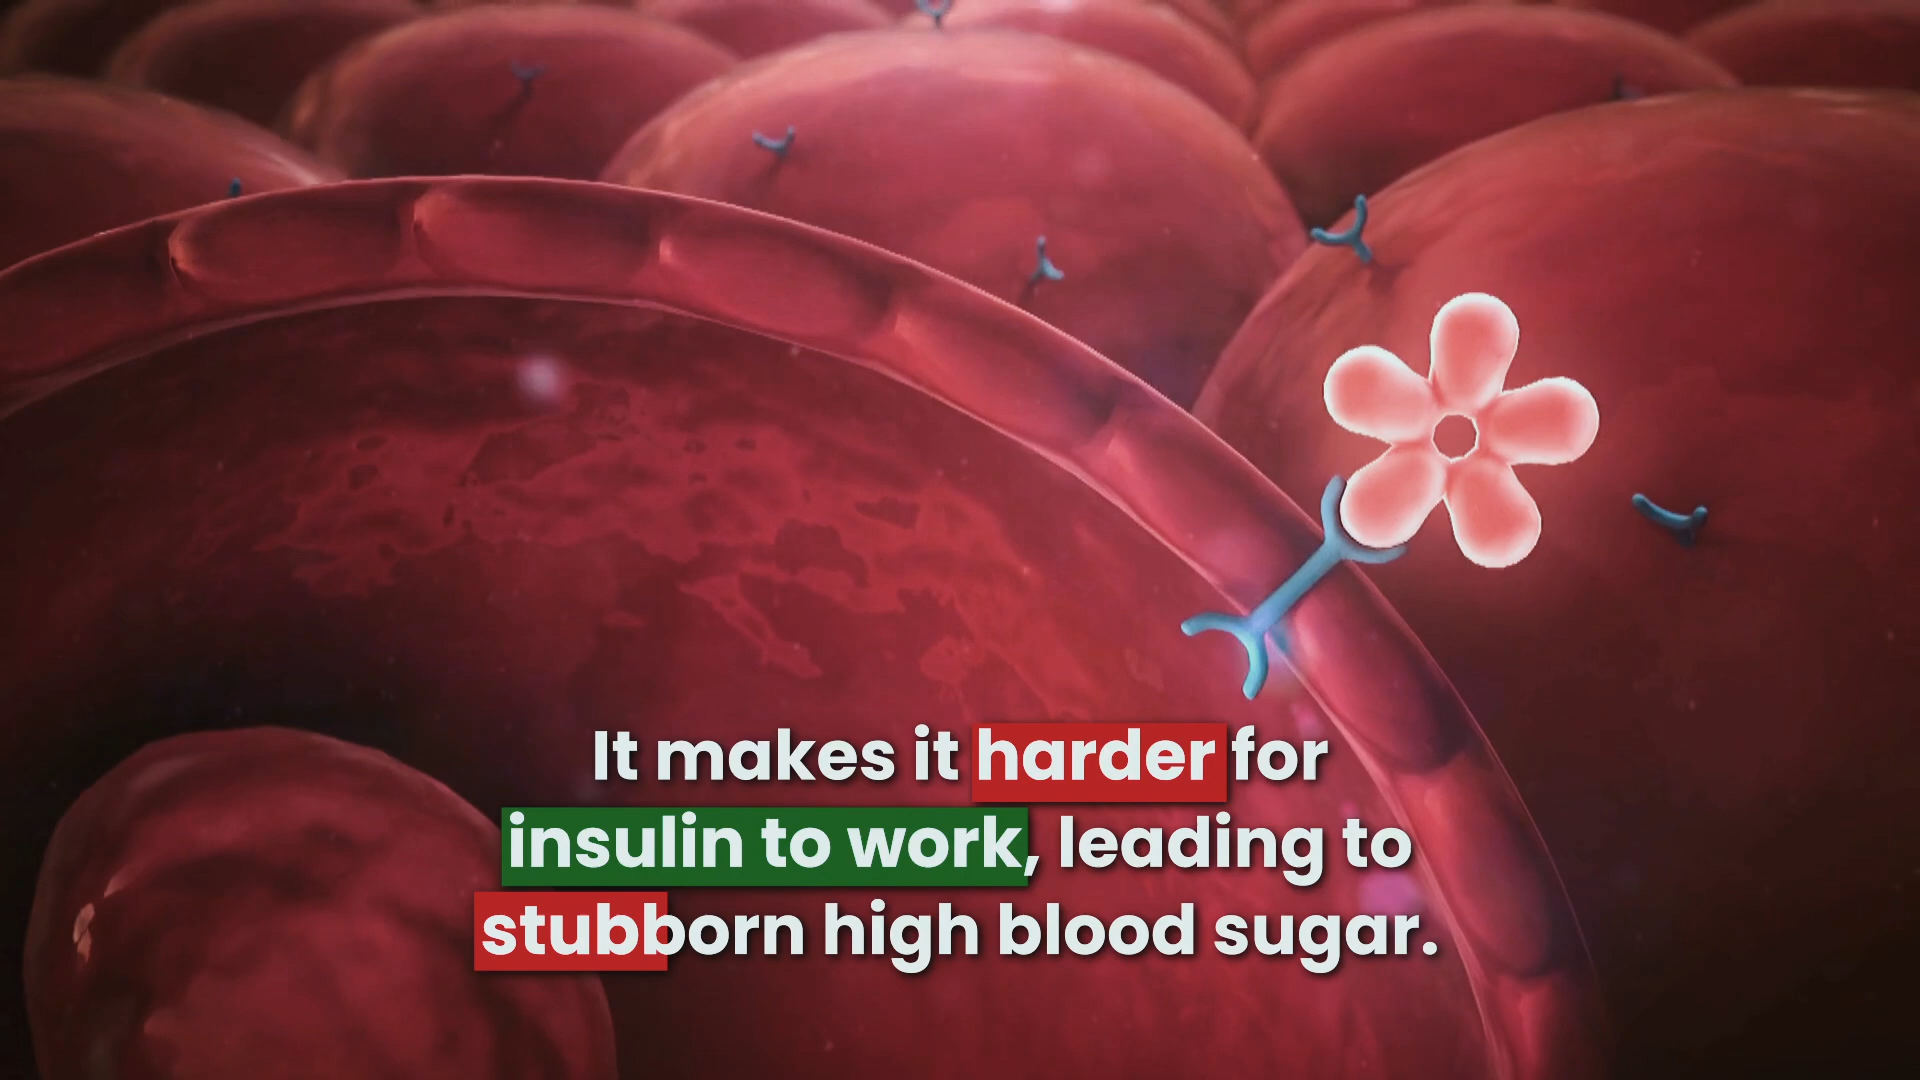 It makes it harder for
insulin to work, leading to
stubborn high blood sugar.